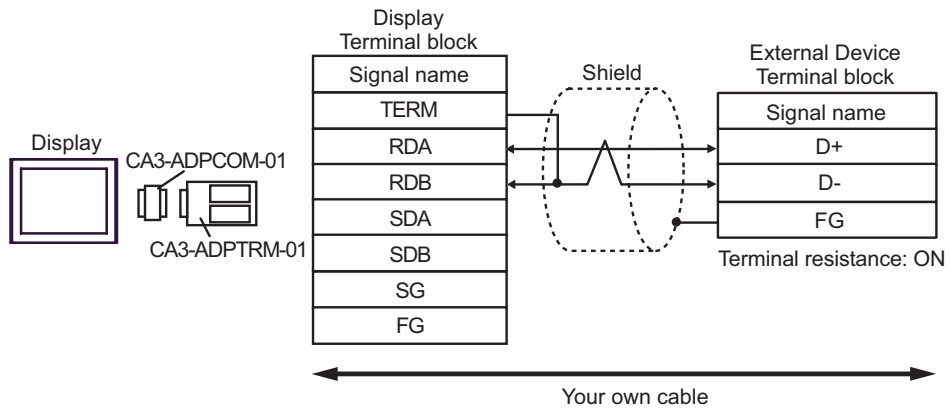 Display
Terminal block
Signal name
TERM
RDA
RDB
SDA
SDB
SG
FG
Shield
External Device
Terminal block
Signal name
D+
D-
FG
Terminal resistance: ON
Display
CA3-ADPCOM-01
CA3-ADPTRM-01
Your own cable